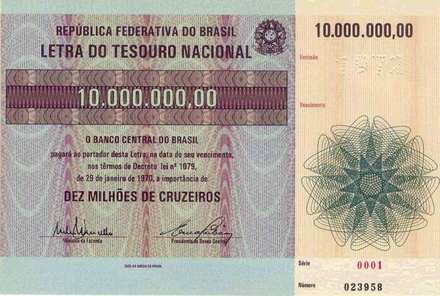 REPÚBLICA FEDERATIVA DO BRASIL
LETRA DO TESOURO NACIONAL
10.000.000,00
O BANCO CENTRAL DO BRASIL
pagará ao portador desta Letra, na data do seu vencimento,
nos têrmos do Decreto lei nº 1079,
de 29 de janeiro de 1970, a importância de
DEZ MILHÕES DE CRUZEIROS
Ministro da Fazenda
Presidente do Banco Central
CASA DA MOEDA DO BRASIL
10.000.000,00
Emissão
Vencimento
Série 0001
Número 023958